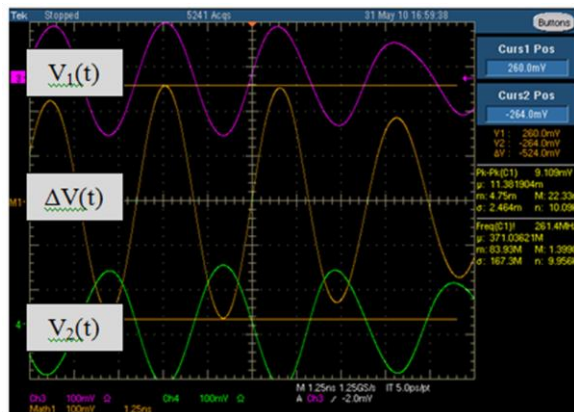 Tek Stopped 5241 Acqs 31 May 10 16:59:38
Buttons
Curs1 Pos
260.0mV
Curs2 Pos
-264.0mV
V1: 260.0mV
V2: -264.0mV
ΔV: -524.0mV
Pk-Pk(C1) 9.109mV
μ: 11.381904m
m: 4.75m M: 22.33
σ: 2.464m n: 10.09
Freq(C1)! 261.4MH
μ: 371.03621M
m: 83.93M M: 1.399
σ: 167.3M n: 9.956
V₁(t)
M1
ΔV(t)
4
V₂(t)
M 1.25ns 1.25GS/s IT 5.0ps/pt
Ch3 100mV Ω Ch4 100mV Ω A Ch3 -2.0mV
Math1 100mV 1.25ns